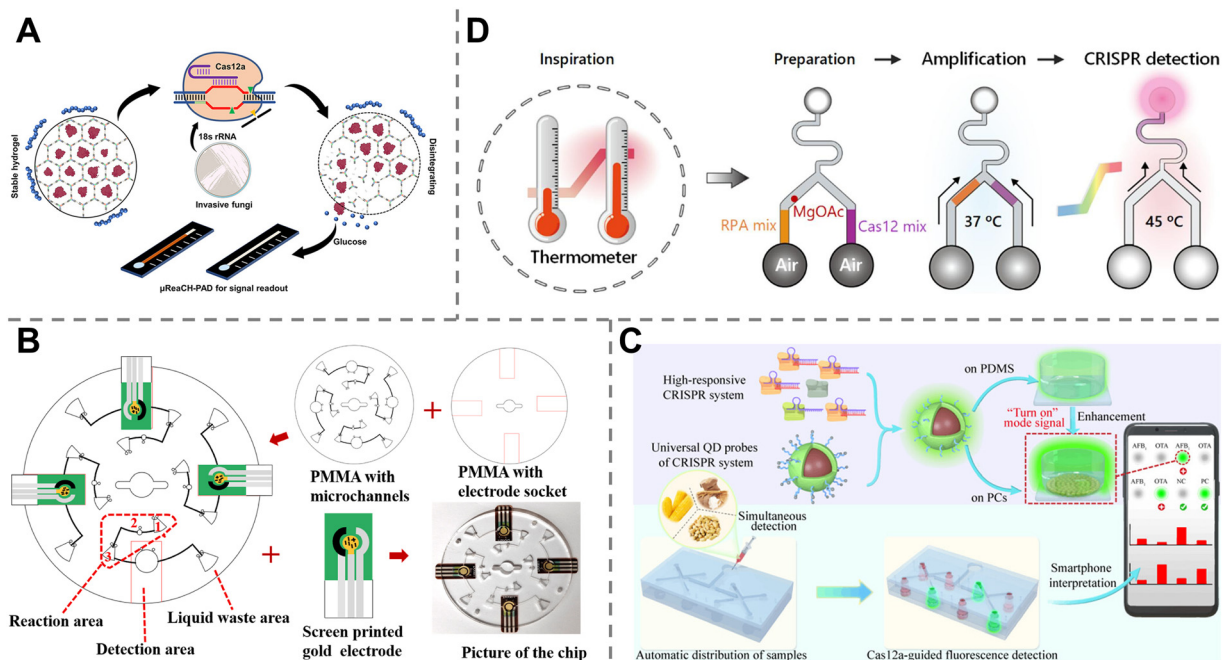 A
Cas12a
Stable hydrogel
18s rRNA
Invasive fungi
Disintegrating
Glucose
μReaCH-PAD for signal readout
D
Inspiration
Thermometer
Preparation
Amplification
CRISPR detection
MgOAc
RPA mix
Cas12 mix
Air
Air
37 ºC
45 ºC
B
PMMA with
microchannels
PMMA with
electrode socket
1
2
3
Reaction area
Detection area
Liquid waste area
Screen printed
gold electrode
Picture of the chip
C
High-responsive
CRISPR system
Universal QD probes
of CRISPR system
on PDMS
on PCs
"Turn on"
mode signal
Enhancement
AFB₁ OTA AFB₁ OTA
AFB₁ OTA NC PC
Simultaneous
detection
Smartphone
interpretation
Automatic distribution of samples
Cas12a-guided fluorescence detection